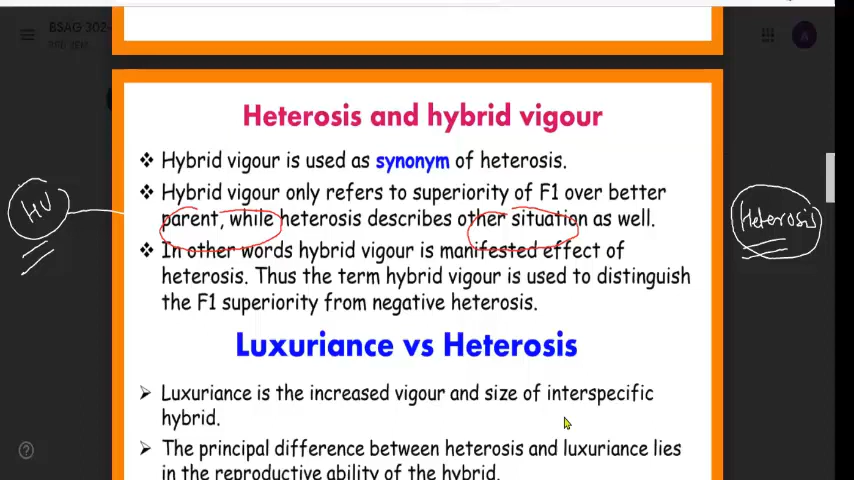 BSAG 302-
A
Heterosis and hybrid vigour
❖ Hybrid vigour is used as synonym of heterosis.
❖ Hybrid vigour only refers to superiority of F1 over better
parent, while heterosis describes other situation as well.
❖ In other words hybrid vigour is manifested effect of
heterosis. Thus the term hybrid vigour is used to distinguish
the F1 superiority from negative heterosis.
HV
Heterosis
Luxuriance vs Heterosis
➢ Luxuriance is the increased vigour and size of interspecific
hybrid.
➢ The principal difference between heterosis and luxuriance lies
in the reproductive ability of the hybrid.